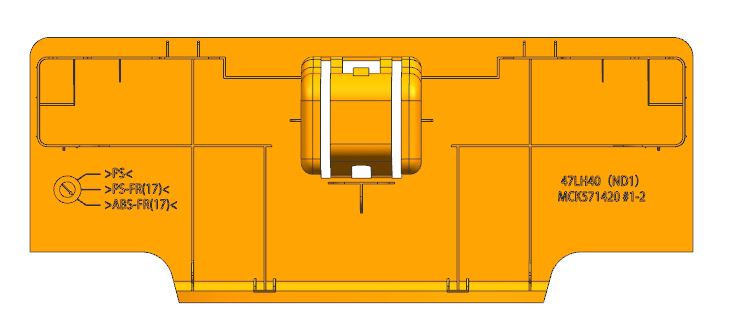 >PS<
>PS-FR(17)<
>ABS-FR(17)<
47LH40 (ND1)
MCK571420 #1-2